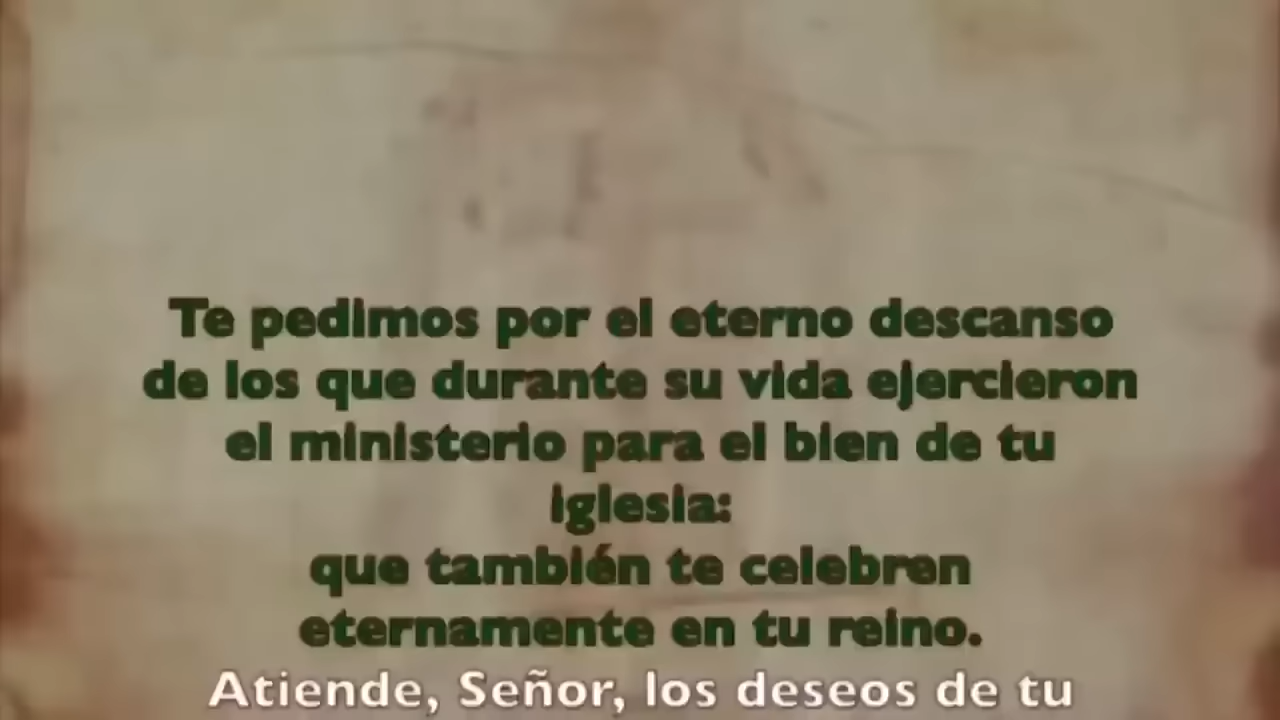 Te pedimos por el eterno descanso
de los que durante su vida ejercieron
el ministerio para el bien de tu
iglesia:
que también te celebren
eternamente en tu reino.
Atiende, Señor, los deseos de tu